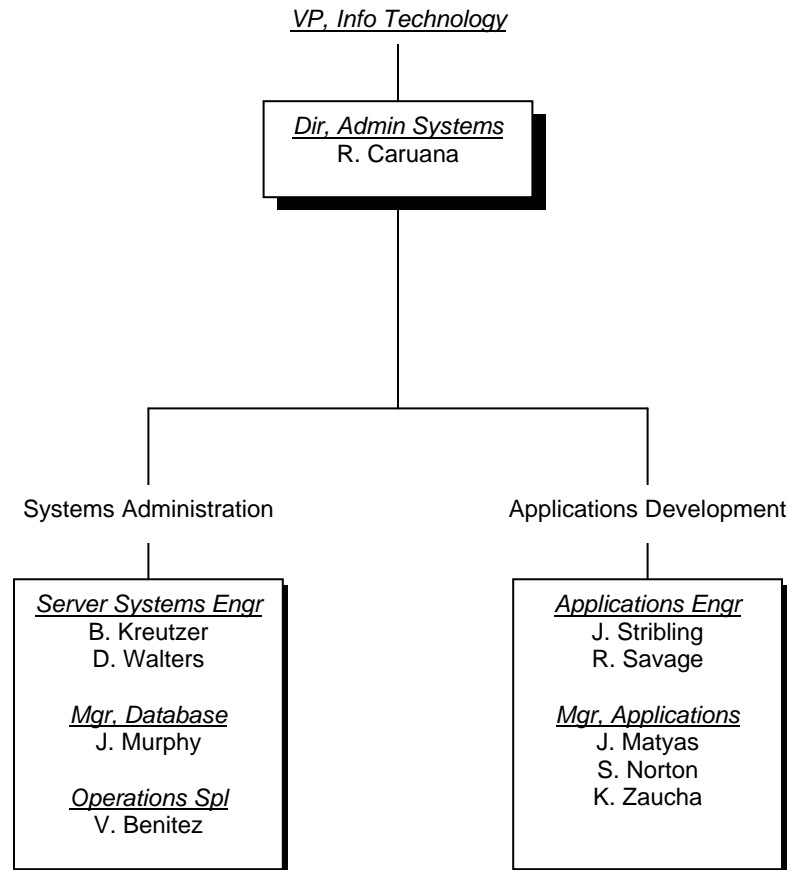 VP, Info Technology
Dir, Admin Systems
R. Caruana
Systems Administration
Server Systems Engr
B. Kreutzer
D. Walters
Mgr, Database
J. Murphy
Operations Spl
V. Benitez
Applications Development
Applications Engr
J. Stribling
R. Savage
Mgr, Applications
J. Matyas
S. Norton
K. Zaucha